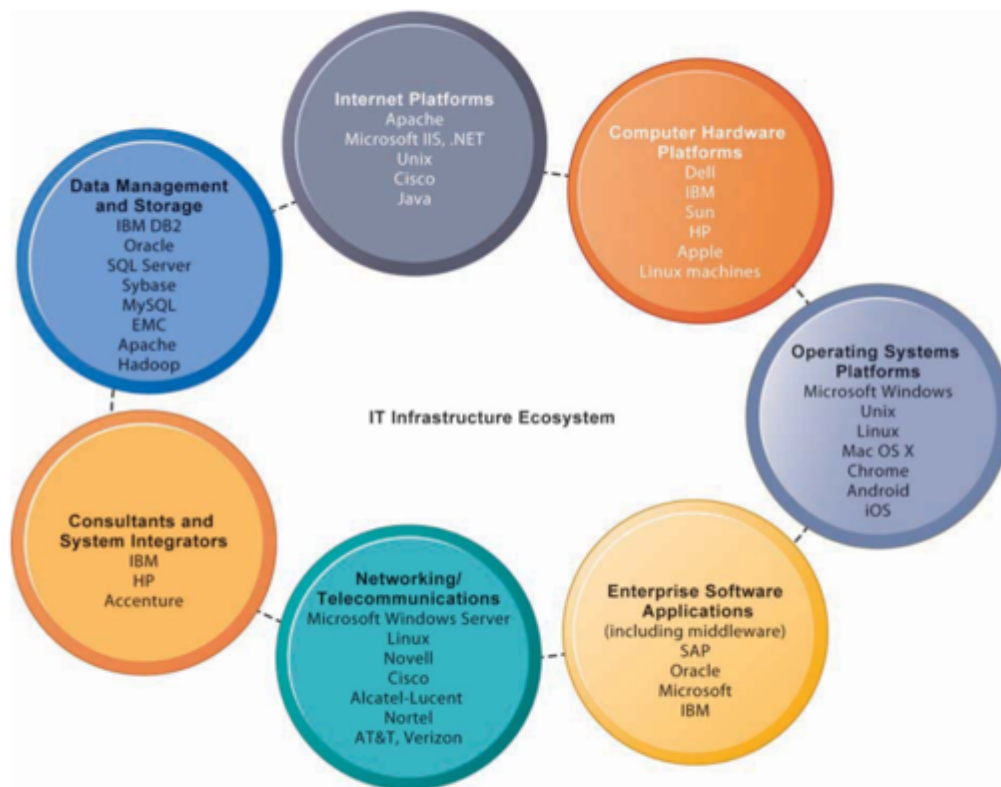 Internet Platforms
Apache
Microsoft IIS, .NET
Unix
Cisco
Java
Computer Hardware
Platforms
Dell
IBM
Sun
HP
Apple
Linux machines
Operating Systems
Platforms
Microsoft Windows
Unix
Linux
Mac OS X
Chrome
Android
iOS
Enterprise Software
Applications
(including middleware)
SAP
Oracle
Microsoft
IBM
Networking/
Telecommunications
Microsoft Windows Server
Linux
Novell
Cisco
Alcatel-Lucent
Nortel
AT&T, Verizon
Consultants and
System Integrators
IBM
HP
Accenture
Data Management
and Storage
IBM DB2
Oracle
SQL Server
Sybase
MySQL
EMC
Apache
Hadoop
IT Infrastructure Ecosystem